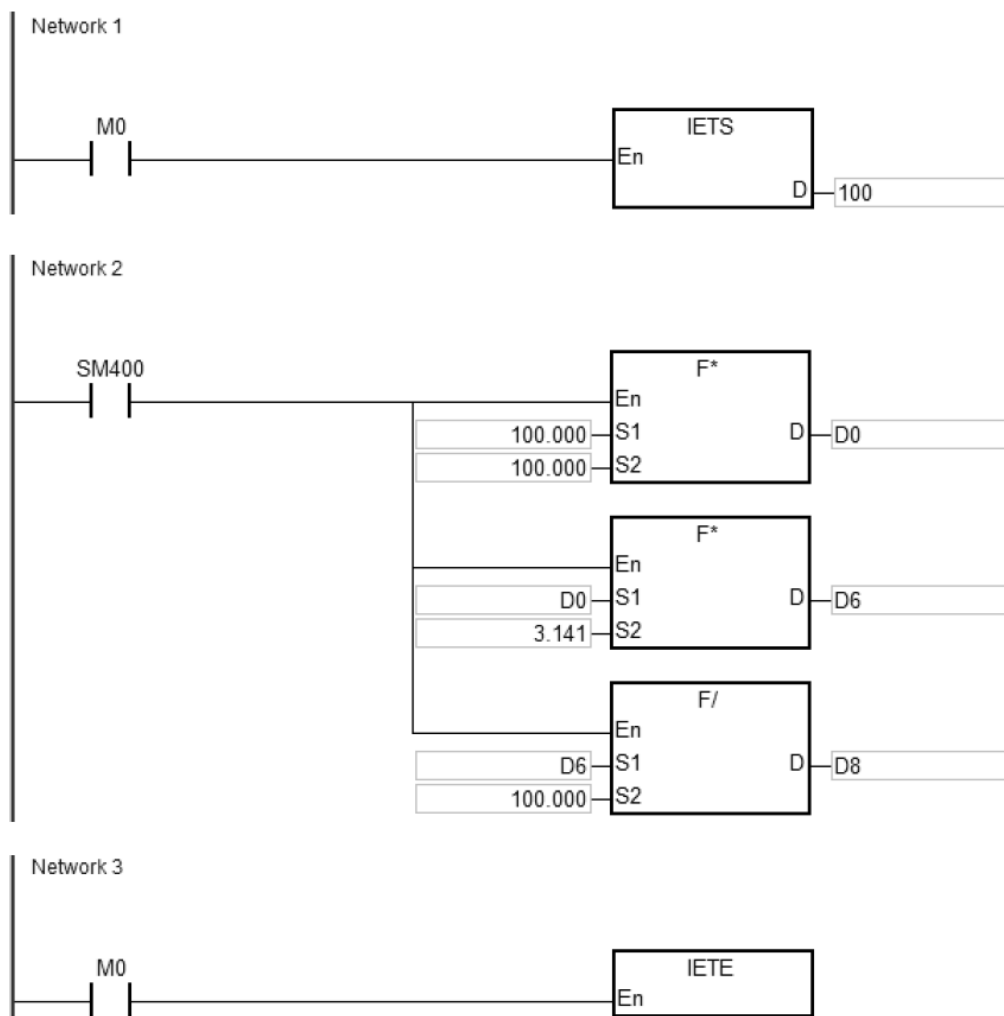 Network 1
M0
IETS
En
D
100
Network 2
SM400
F*
En
100.000
S1
D
D0
100.000
S2
F*
En
D0
S1
D
D6
3.141
S2
F/
En
D6
S1
D
D8
100.000
S2
Network 3
M0
IETE
En